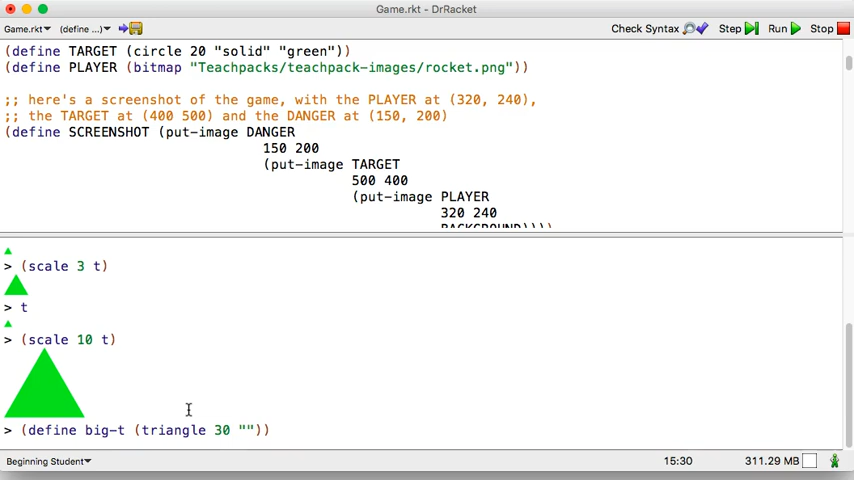 Game.rkt - DrRacket
Game.rkt▾ (define ...)▾ Check Syntax Step Run Stop
(define TARGET (circle 20 "solid" "green"))
(define PLAYER (bitmap "Teachpacks/teachpack-images/rocket.png"))
;; here's a screenshot of the game, with the PLAYER at (320, 240),
;; the TARGET at (400 500) and the DANGER at (150, 200)
(define SCREENSHOT (put-image DANGER
150 200
(put-image TARGET
500 400
(put-image PLAYER
320 240
BACKGROUND))))
> (scale 3 t)
> t
> (scale 10 t)
> (define big-t (triangle 30 ""))
Beginning Student▾ 15:30 311.29 MB